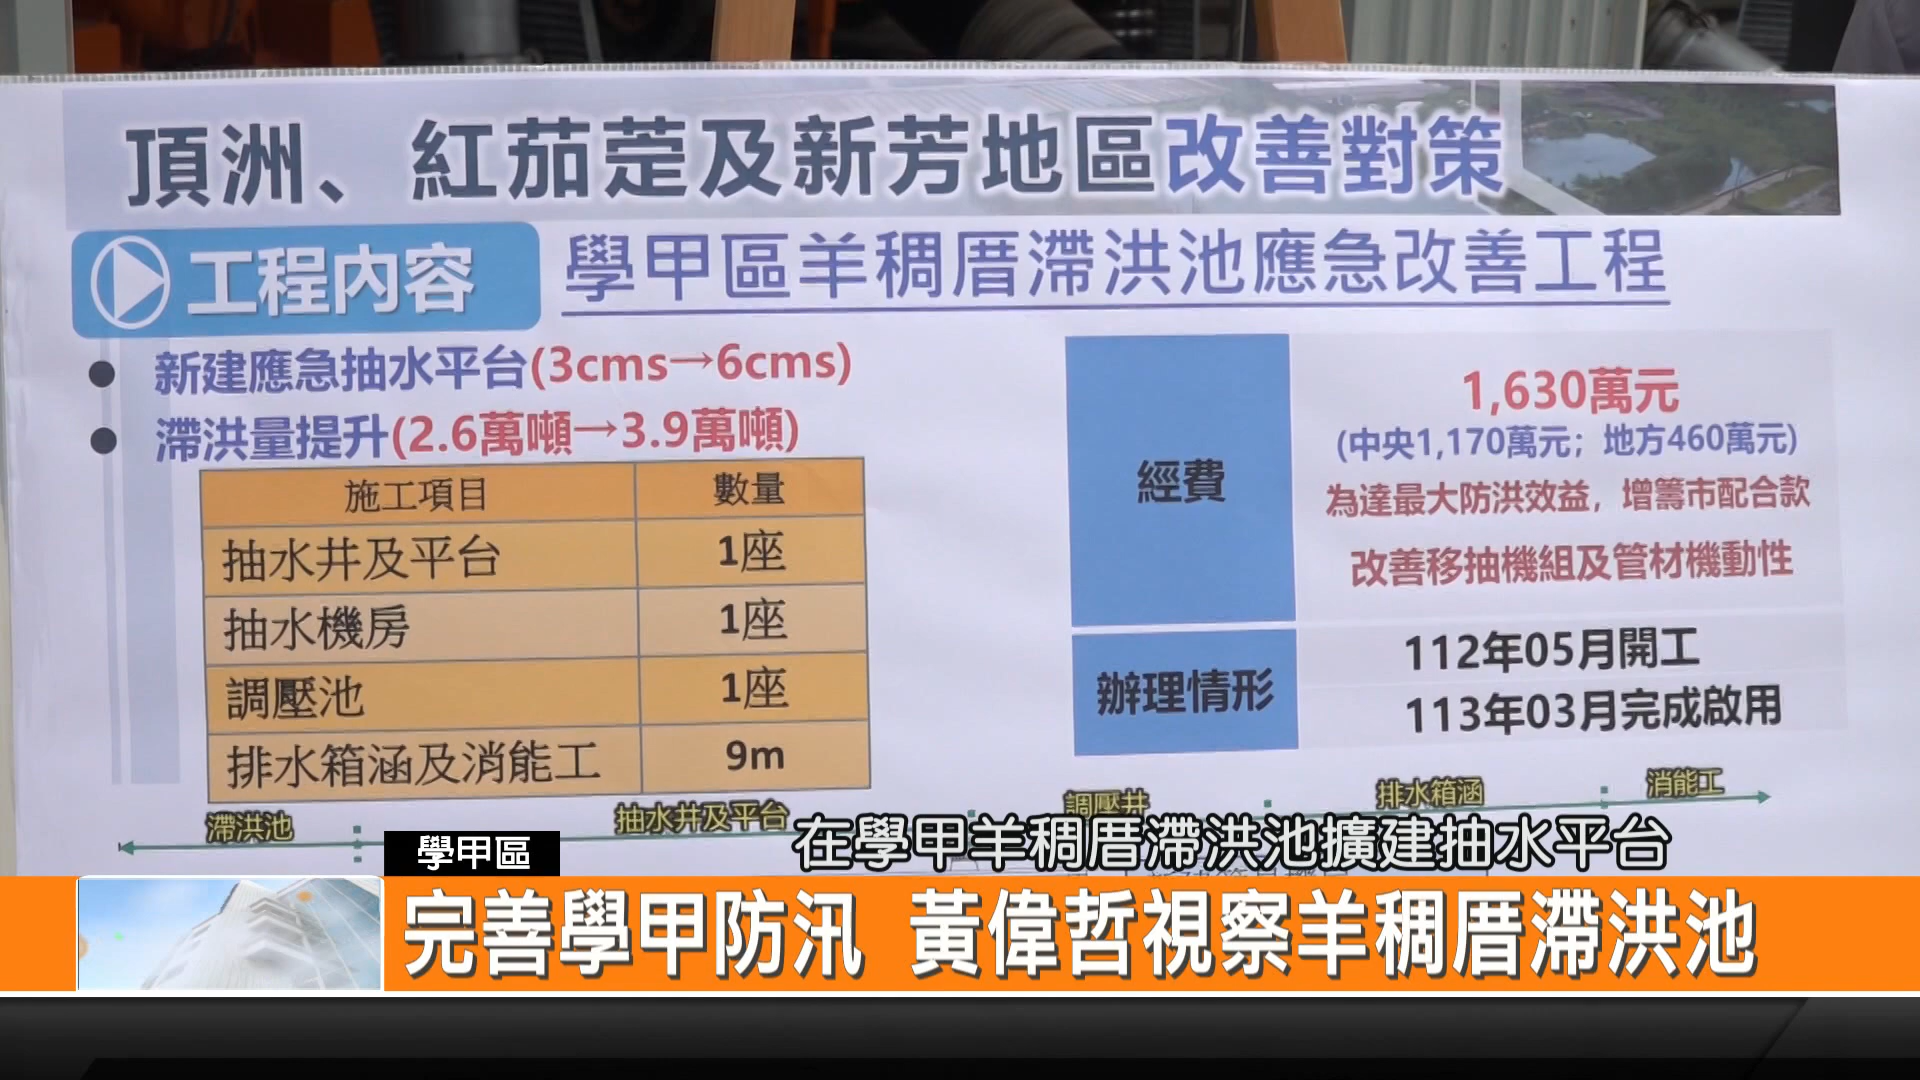 頂洲、紅茄萣及新芳地區改善對策
工程內容
學甲區羊稠厝滯洪池應急改善工程
新建應急抽水平台(3cms→6cms)
滯洪量提升(2.6萬噸→3.9萬噸)
施工項目 數量
抽水井及平台 1座
抽水機房 1座
調壓池 1座
排水箱涵及消能工 9m
經費
1,630萬元
(中央1,170萬元；地方460萬元)
為達最大防洪效益，增籌市配合款
改善移抽機組及管材機動性
辦理情形
112年05月開工
113年03月完成啟用
滯洪池 抽水井及平台 調壓井 排水箱涵 消能工
在學甲羊稠厝滯洪池擴建抽水平台
學甲區
完善學甲防汛 黃偉哲視察羊稠厝滯洪池